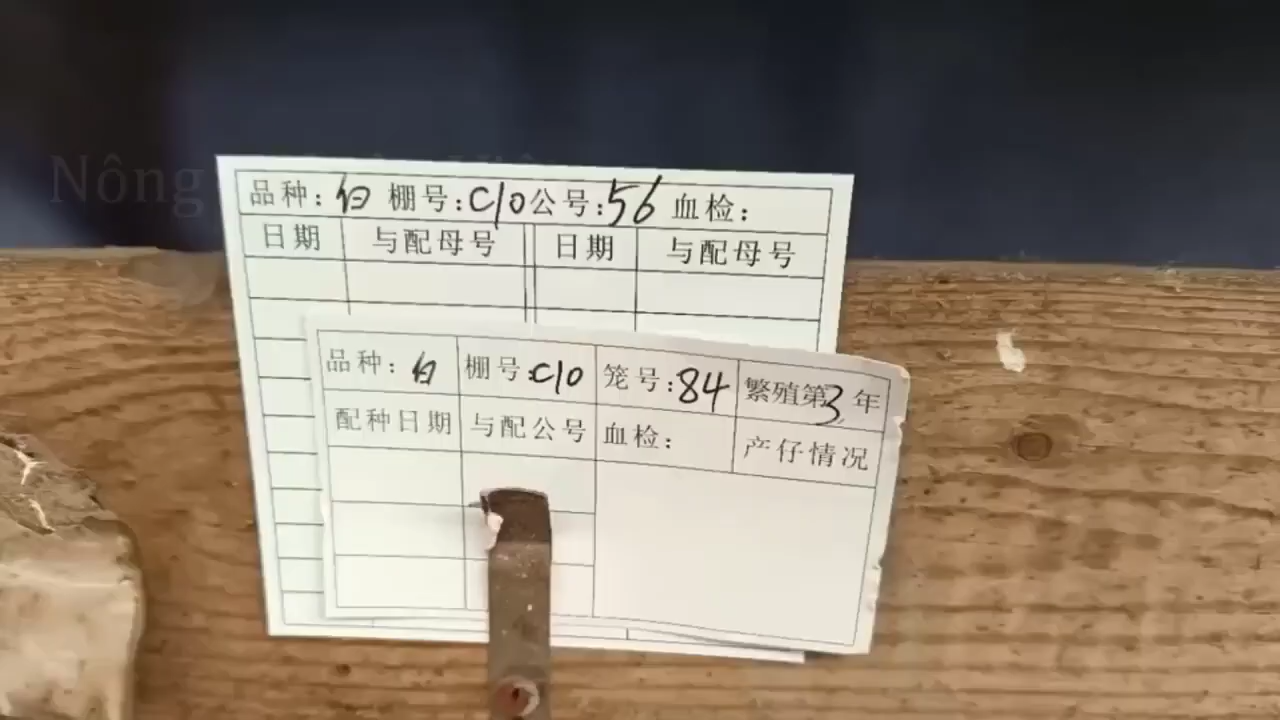 Nông
品种：白 棚号：C10 公号：56 血检：
日期 与配母号 日期 与配母号
品种：白 棚号：C10 笼号：84 繁殖第3年
配种日期 与配公号 血检： 产仔情况